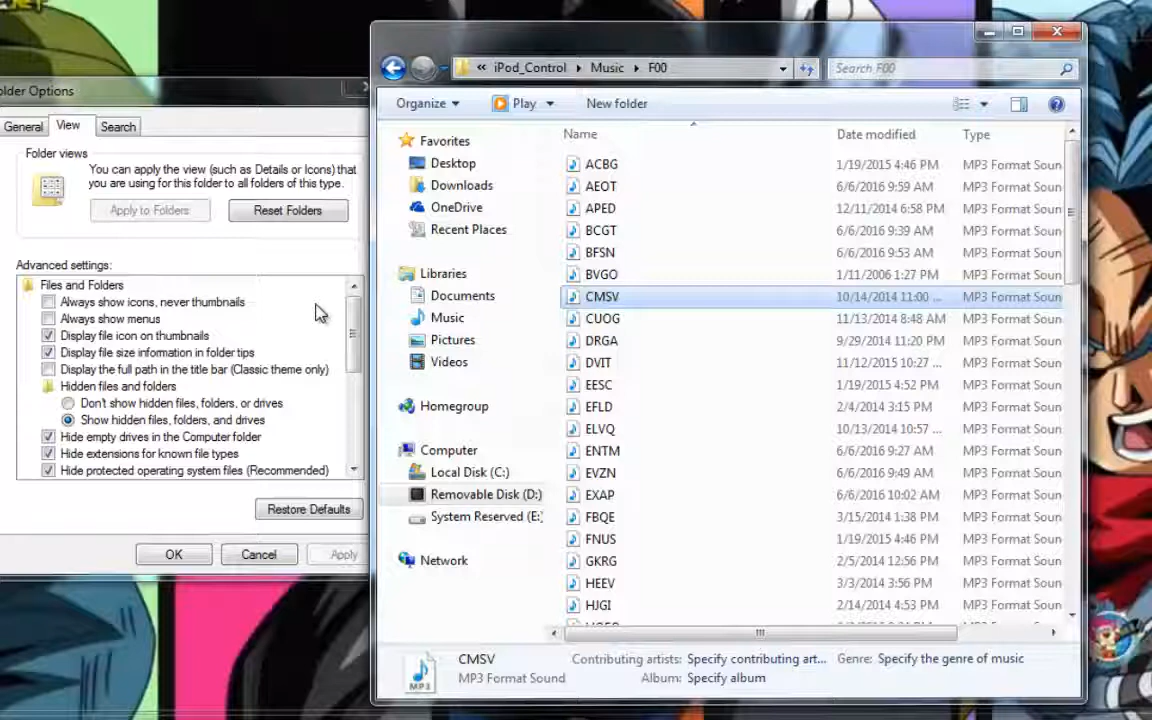 older Options
General View Search
Folder views
You can apply the view (such as Details or Icons) that
you are using for this folder to all folders of this type.
Apply to Folders Reset Folders
Advanced settings:
Files and Folders
Always show icons, never thumbnails
Always show menus
Display file icon on thumbnails
Display file size information in folder tips
Display the full path in the title bar (Classic theme only)
Hidden files and folders
Don't show hidden files, folders, or drives
Show hidden files, folders, and drives
Hide empty drives in the Computer folder
Hide extensions for known file types
Hide protected operating system files (Recommended)
Restore Defaults
OK Cancel Apply
« iPod_Control Music F00
Search F00
Organize Play New folder
Favorites
Desktop
Downloads
OneDrive
Recent Places
Libraries
Documents
Music
Pictures
Videos
Homegroup
Computer
Local Disk (C:)
Removable Disk (D:)
System Reserved (E:
Network
Name Date modified Type
ACBG 1/19/2015 4:46 PM MP3 Format Soun
AEOT 6/6/2016 9:59 AM MP3 Format Soun
APED 12/11/2014 6:58 PM MP3 Format Soun
BCGT 6/6/2016 9:39 AM MP3 Format Soun
BFSN 6/6/2016 9:53 AM MP3 Format Soun
BVGO 1/11/2006 1:27 PM MP3 Format Soun
CMSV 10/14/2014 11:00 ... MP3 Format Soun
CUOG 11/13/2014 8:48 AM MP3 Format Soun
DRGA 9/29/2014 11:20 PM MP3 Format Soun
DVIT 11/12/2015 10:27 ... MP3 Format Soun
EESC 1/19/2015 4:52 PM MP3 Format Soun
EFLD 2/4/2014 3:15 PM MP3 Format Soun
ELVQ 10/13/2014 10:57 ... MP3 Format Soun
ENTM 6/6/2016 9:27 AM MP3 Format Soun
EVZN 6/6/2016 9:49 AM MP3 Format Soun
EXAP 6/6/2016 10:02 AM MP3 Format Soun
FBQE 3/15/2014 1:38 PM MP3 Format Soun
FNUS 1/19/2015 4:46 PM MP3 Format Soun
GKRG 2/5/2014 12:56 PM MP3 Format Soun
HEEV 3/3/2014 3:56 PM MP3 Format Soun
HJGI 2/14/2014 4:53 PM MP3 Format Soun
MP3
CMSV Contributing artists: Specify contributing art... Genre: Specify the genre of music
MP3 Format Sound Album: Specify album